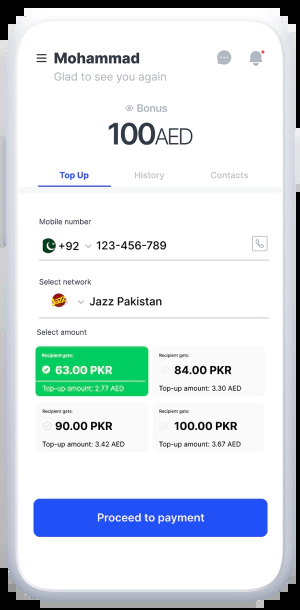 Mohammad
Glad to see you again
Bonus
100AED
Top Up History Contacts
Mobile number
+92 123-456-789
Select network
Jazz Jazz Pakistan
Select amount
Recipient gets: Recipient gets:
63.00 PKR 84.00 PKR
Top-up amount: 2.77 AED Top-up amount: 3.30 AED
Recipient gets: Recipient gets:
90.00 PKR 100.00 PKR
Top-up amount: 3.42 AED Top-up amount: 3.67 AED
Proceed to payment